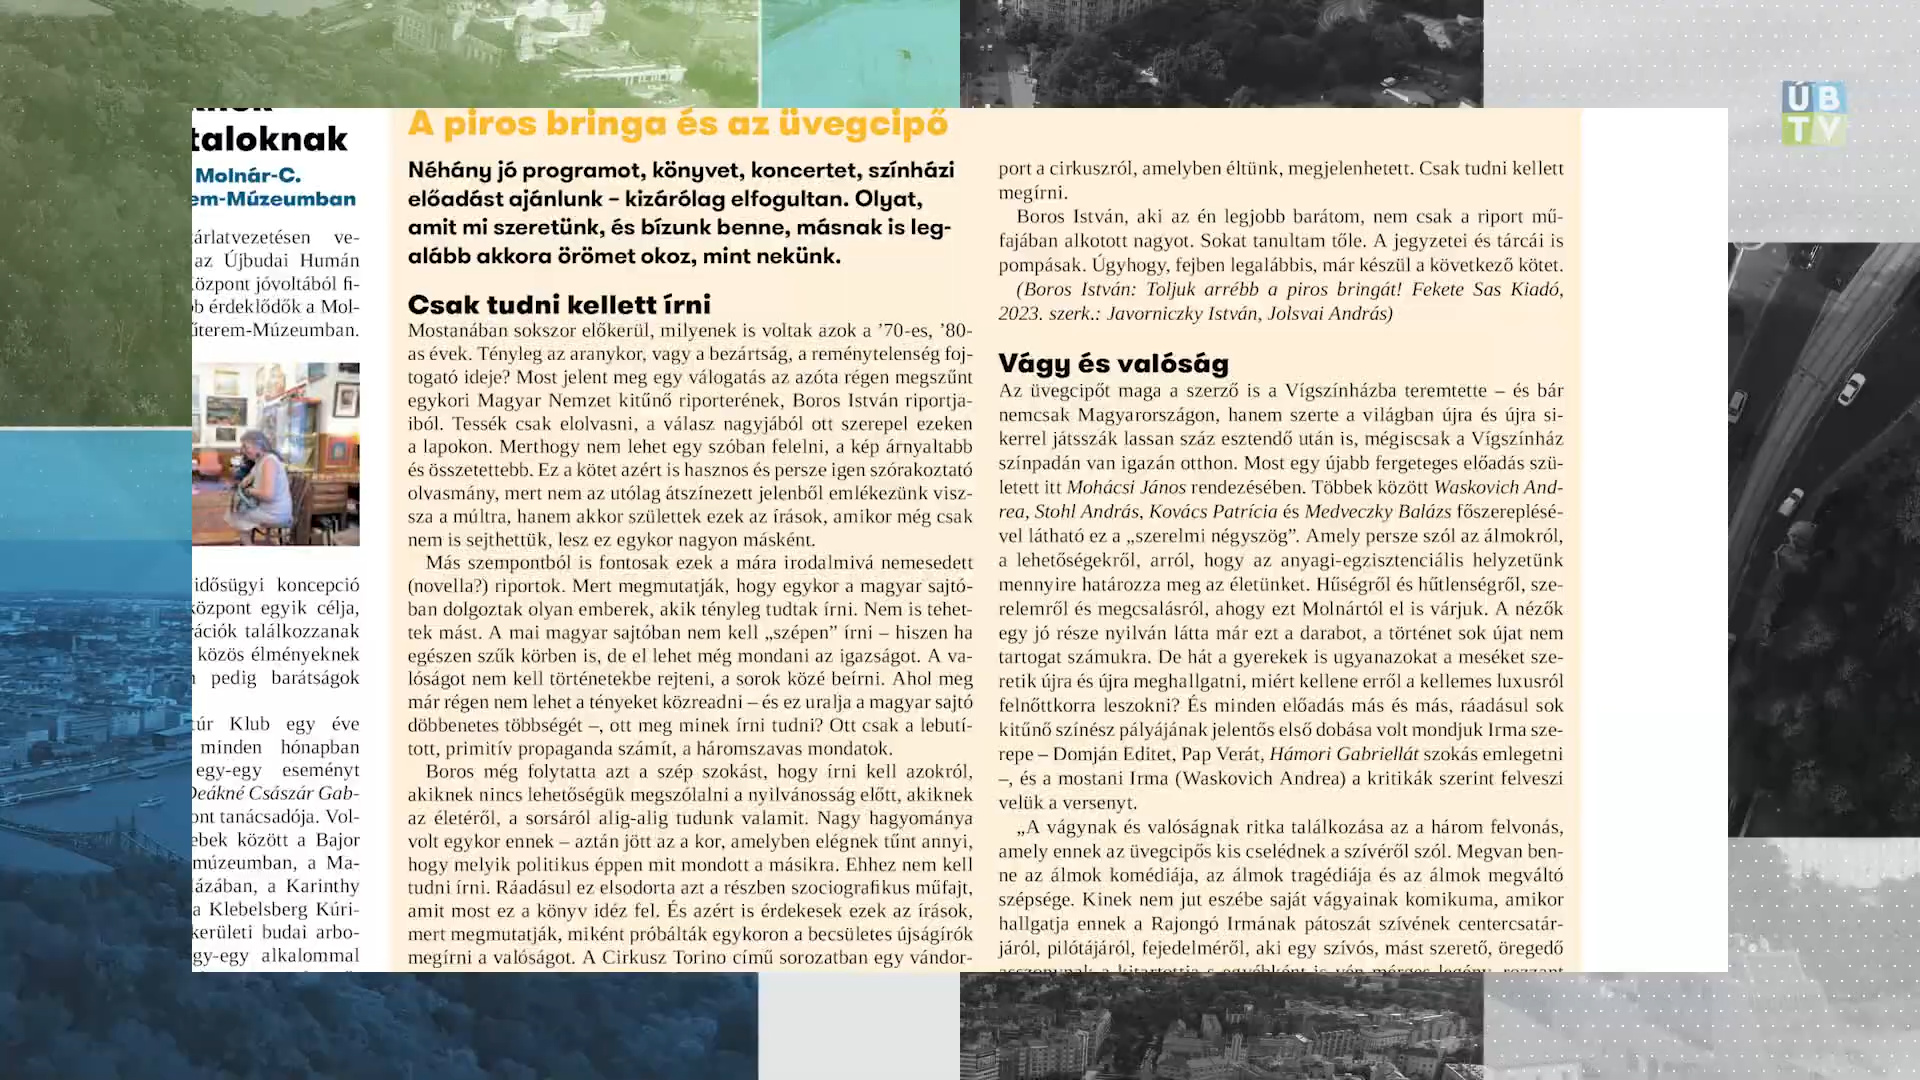 ÚB
TV
taloknak
Molnár-C.
em-Múzeumban
árlatvezetésen ve-
az Újbudai Humán
özpont jóvoltából fi-
b érdeklődők a Mol-
űterem-Múzeumban.
idősügyi koncepció
központ egyik célja,
rációk találkozzanak
közös élményeknek
pedig barátságok
úr Klub egy éve
minden hónapban
egy-egy eseményt
Deákné Császár Gab-
ont tanácsadója. Vol-
ebek között a Bajor
múzeumban, a Ma-
ázában, a Karinthy
a Klebelsberg Kúri-
kerületi budai arbo-
gy-egy alkalommal
A piros bringa és az üvegcipő
Néhány jó programot, könyvet, koncertet, színházi
előadást ajánlunk – kizárólag elfogultan. Olyat,
amit mi szeretünk, és bízunk benne, másnak is leg-
alább akkora örömet okoz, mint nekünk.
Csak tudni kellett írni
Mostanában sokszor előkerül, milyenek is voltak azok a ’70-es, ’80-
as évek. Tényleg az aranykor, vagy a bezártság, a reménytelenség foj-
togató ideje? Most jelent meg egy válogatás az azóta régen megszűnt
egykori Magyar Nemzet kitűnő riporterének, Boros István riportja-
iból. Tessék csak elolvasni, a válasz nagyjából ott szerepel ezeken
a lapokon. Merthogy nem lehet egy szóban felelni, a kép árnyaltabb
és összetettebb. Ez a kötet azért is hasznos és persze igen szórakoztató
olvasmány, mert nem az utólag átszínezett jelenből emlékezünk visz-
sza a múltra, hanem akkor születtek ezek az írások, amikor még csak
nem is sejthettük, lesz ez egykor nagyon másként.
Más szempontból is fontosak ezek a mára irodalmivá nemesedett
(novella?) riportok. Mert megmutatják, hogy egykor a magyar sajtó-
ban dolgoztak olyan emberek, akik tényleg tudtak írni. Nem is tehet-
tek mást. A mai magyar sajtóban nem kell „szépen” írni – hiszen ha
egészen szűk körben is, de el lehet még mondani az igazságot. A va-
lóságot nem kell történetekbe rejteni, a sorok közé beírni. Ahol meg
már régen nem lehet a tényeket közreadni – és ez uralja a magyar sajtó
döbbenetes többségét –, ott meg minek írni tudni? Ott csak a lebutí-
tott, primitív propaganda számít, a háromszavas mondatok.
Boros még folytatta azt a szép szokást, hogy írni kell azokról,
akiknek nincs lehetőségük megszólalni a nyilvánosság előtt, akiknek
az életéről, a sorsáról alig-alig tudunk valamit. Nagy hagyománya
volt egykor ennek – aztán jött az a kor, amelyben elégnek tűnt annyi,
hogy melyik politikus éppen mit mondott a másikra. Ehhez nem kell
tudni írni. Ráadásul ez elsodorta azt a részben szociografikus műfajt,
amit most ez a könyv idéz fel. És azért is érdekesek ezek az írások,
mert megmutatják, miként próbálták egykoron a becsületes újságírók
megírni a valóságot. A Cirkusz Torino című sorozatban egy vándor-
port a cirkuszról, amelyben éltünk, megjelenhetett. Csak tudni kellett
megírni.
Boros István, aki az én legjobb barátom, nem csak a riport mű-
fajában alkotott nagyot. Sokat tanultam tőle. A jegyzetei és tárcái is
pompásak. Úgyhogy, fejben legalábbis, már készül a következő kötet.
(Boros István: Toljuk arrébb a piros bringát! Fekete Sas Kiadó,
2023. szerk.: Javorniczky István, Jolsvai András)
Vágy és valóság
Az üvegcipőt maga a szerző is a Vígszínházba teremtette – és bár
nemcsak Magyarországon, hanem szerte a világban újra és újra si-
kerrel játsszák lassan száz esztendő után is, mégiscsak a Vígszínház
színpadán van igazán otthon. Most egy újabb fergeteges előadás szü-
letett itt Mohácsi János rendezésében. Többek között Waskovich And-
rea, Stohl András, Kovács Patrícia és Medveczky Balázs főszereplésé-
vel látható ez a „szerelmi négyszög”. Amely persze szól az álmokról,
a lehetőségekről, arról, hogy az anyagi-egzisztenciális helyzetünk
mennyire határozza meg az életünket. Hűségről és hűtlenségről, sze-
relemről és megcsalásról, ahogy ezt Molnártól el is várjuk. A nézők
egy jó része nyilván látta már ezt a darabot, a történet sok újat nem
tartogat számukra. De hát a gyerekek is ugyanazokat a meséket sze-
retik újra és újra meghallgatni, miért kellene erről a kellemes luxusról
felnőttkorra leszokni? És minden előadás más és más, ráadásul sok
kitűnő színész pályájának jelentős első dobása volt mondjuk Irma sze-
repe – Domján Editet, Pap Verát, Hámori Gabriellát szokás emlegetni
–, és a mostani Irma (Waskovich Andrea) a kritikák szerint felveszi
velük a versenyt.
„A vágynak és valóságnak ritka találkozása az a három felvonás,
amely ennek az üvegcipős kis cselédnek a szívéről szól. Megvan ben-
ne az álmok komédiája, az álmok tragédiája és az álmok megváltó
szépsége. Kinek nem jut eszébe saját vágyainak komikuma, amikor
hallgatja ennek a Rajongó Irmának pátoszát szívének centercsatár-
járól, pilótájáról, fejedelméről, aki egy szívós, mást szerető, öregedő